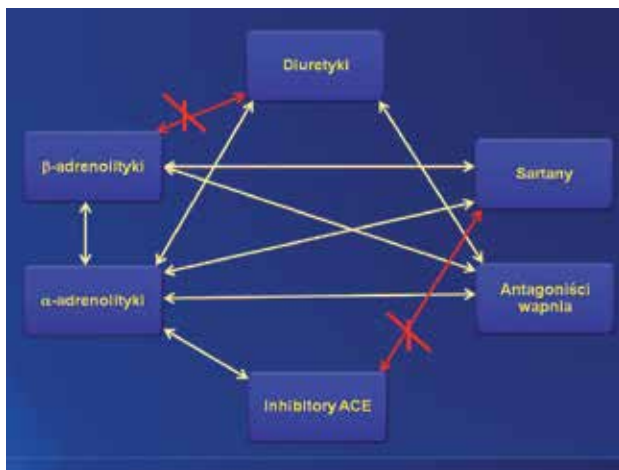 Diuretyki
β-adrenolityki
Sartany
α-adrenolityki
Antagoniści
wapnia
Inhibitory ACE